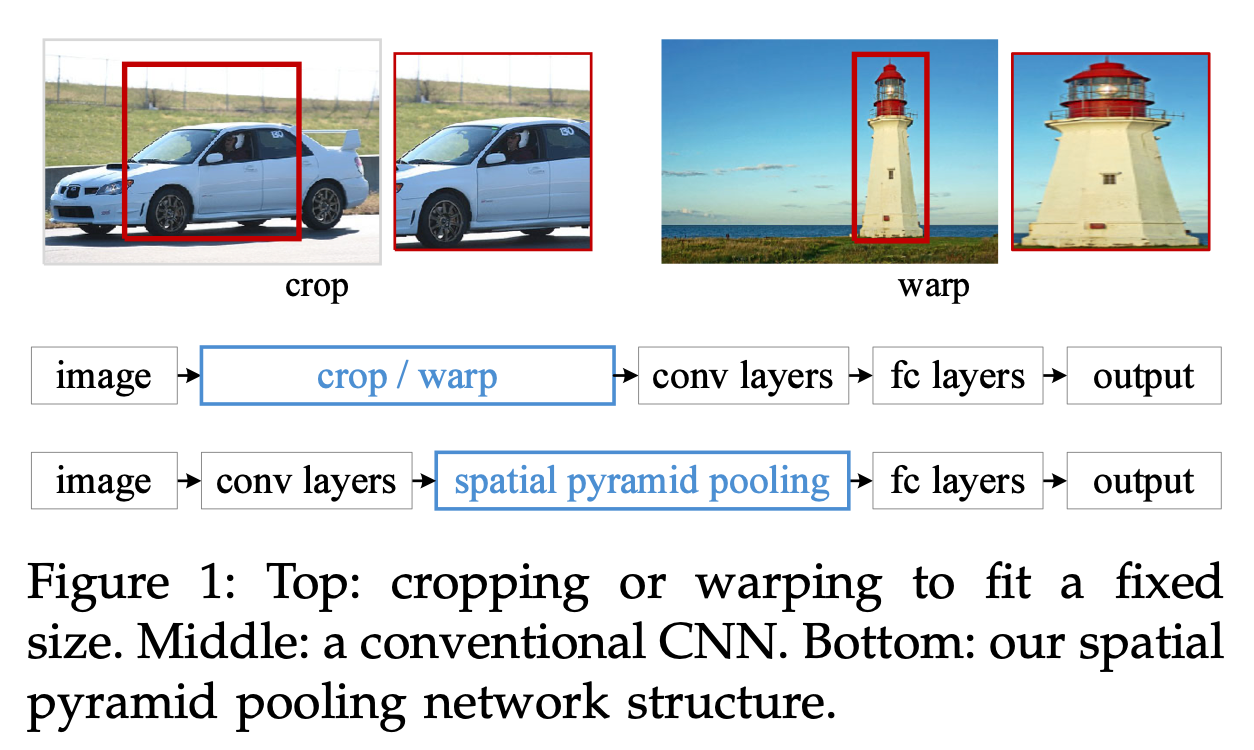 crop
warp
image
crop / warp
conv layers
fc layers
output
image
conv layers
spatial pyramid pooling
fc layers
output
Figure 1: Top: cropping or warping to fit a fixed
size. Middle: a conventional CNN. Bottom: our spatial
pyramid pooling network structure.